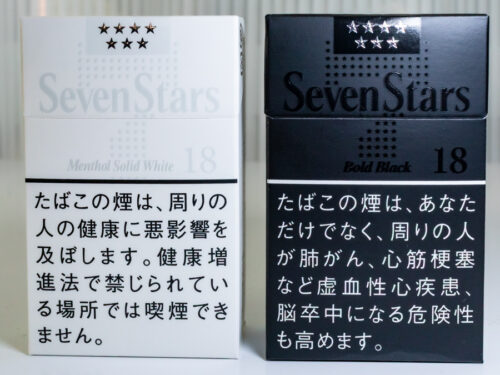 Seven Stars
Menthol Solid White 18
たばこの煙は、周りの
人の健康に悪影響を
及ぼします。健康増
進法で禁じられてい
る場所では喫煙でき
ません。
Seven Stars
Bold Black 18
たばこの煙は、あなた
だけでなく、周りの人
が肺がん、心筋梗塞
など虚血性心疾患、
脳卒中になる危険性
も高めます。